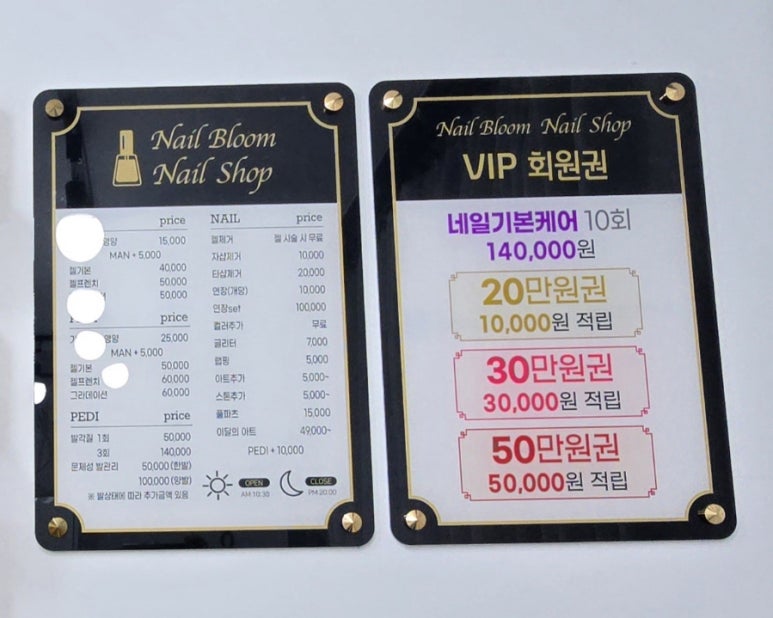 Nail Bloom
Nail Shop
price
영양 15,000
MAN + 5,000
젤기본 40,000
젤프렌치 50,000
50,000
price
영양 25,000
MAN + 5,000
젤기본 50,000
젤프렌치 60,000
그라데이션 60,000
PEDI price
발각질 1회 50,000
3회 140,000
문제성 발관리 50,000 (한발)
100,000 (양발)
※ 발상태에 따라 추가금액 있음
NAIL price
젤제거 젤 시술 시 무료
자샵제거 10,000
타샵제거 20,000
연장(개당) 10,000
연장set 100,000
컬러추가 무료
글리터 7,000
랩핑 5,000
아트추가 5,000~
스톤추가 5,000~
풀파츠 15,000
이달의 아트 49,000~
PEDI + 10,000
OPEN
AM 10:30
CLOSE
PM 20:00
Nail Bloom Nail Shop
VIP 회원권
네일기본케어 10회
140,000원
20만원권
10,000원 적립
30만원권
30,000원 적립
50만원권
50,000원 적립